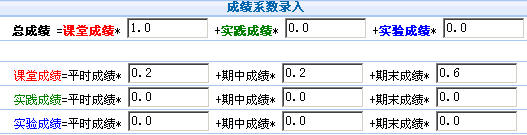 成绩系数录入
总成绩 =课堂成绩* 1.0 +实践成绩* 0.0 +实验成绩* 0.0
课堂成绩=平时成绩* 0.2 +期中成绩* 0.2 +期末成绩* 0.6
实践成绩=平时成绩* 0.0 +期中成绩* 0.0 +期末成绩* 0.0
实验成绩=平时成绩* 0.0 +期中成绩* 0.0 +期末成绩* 0.0